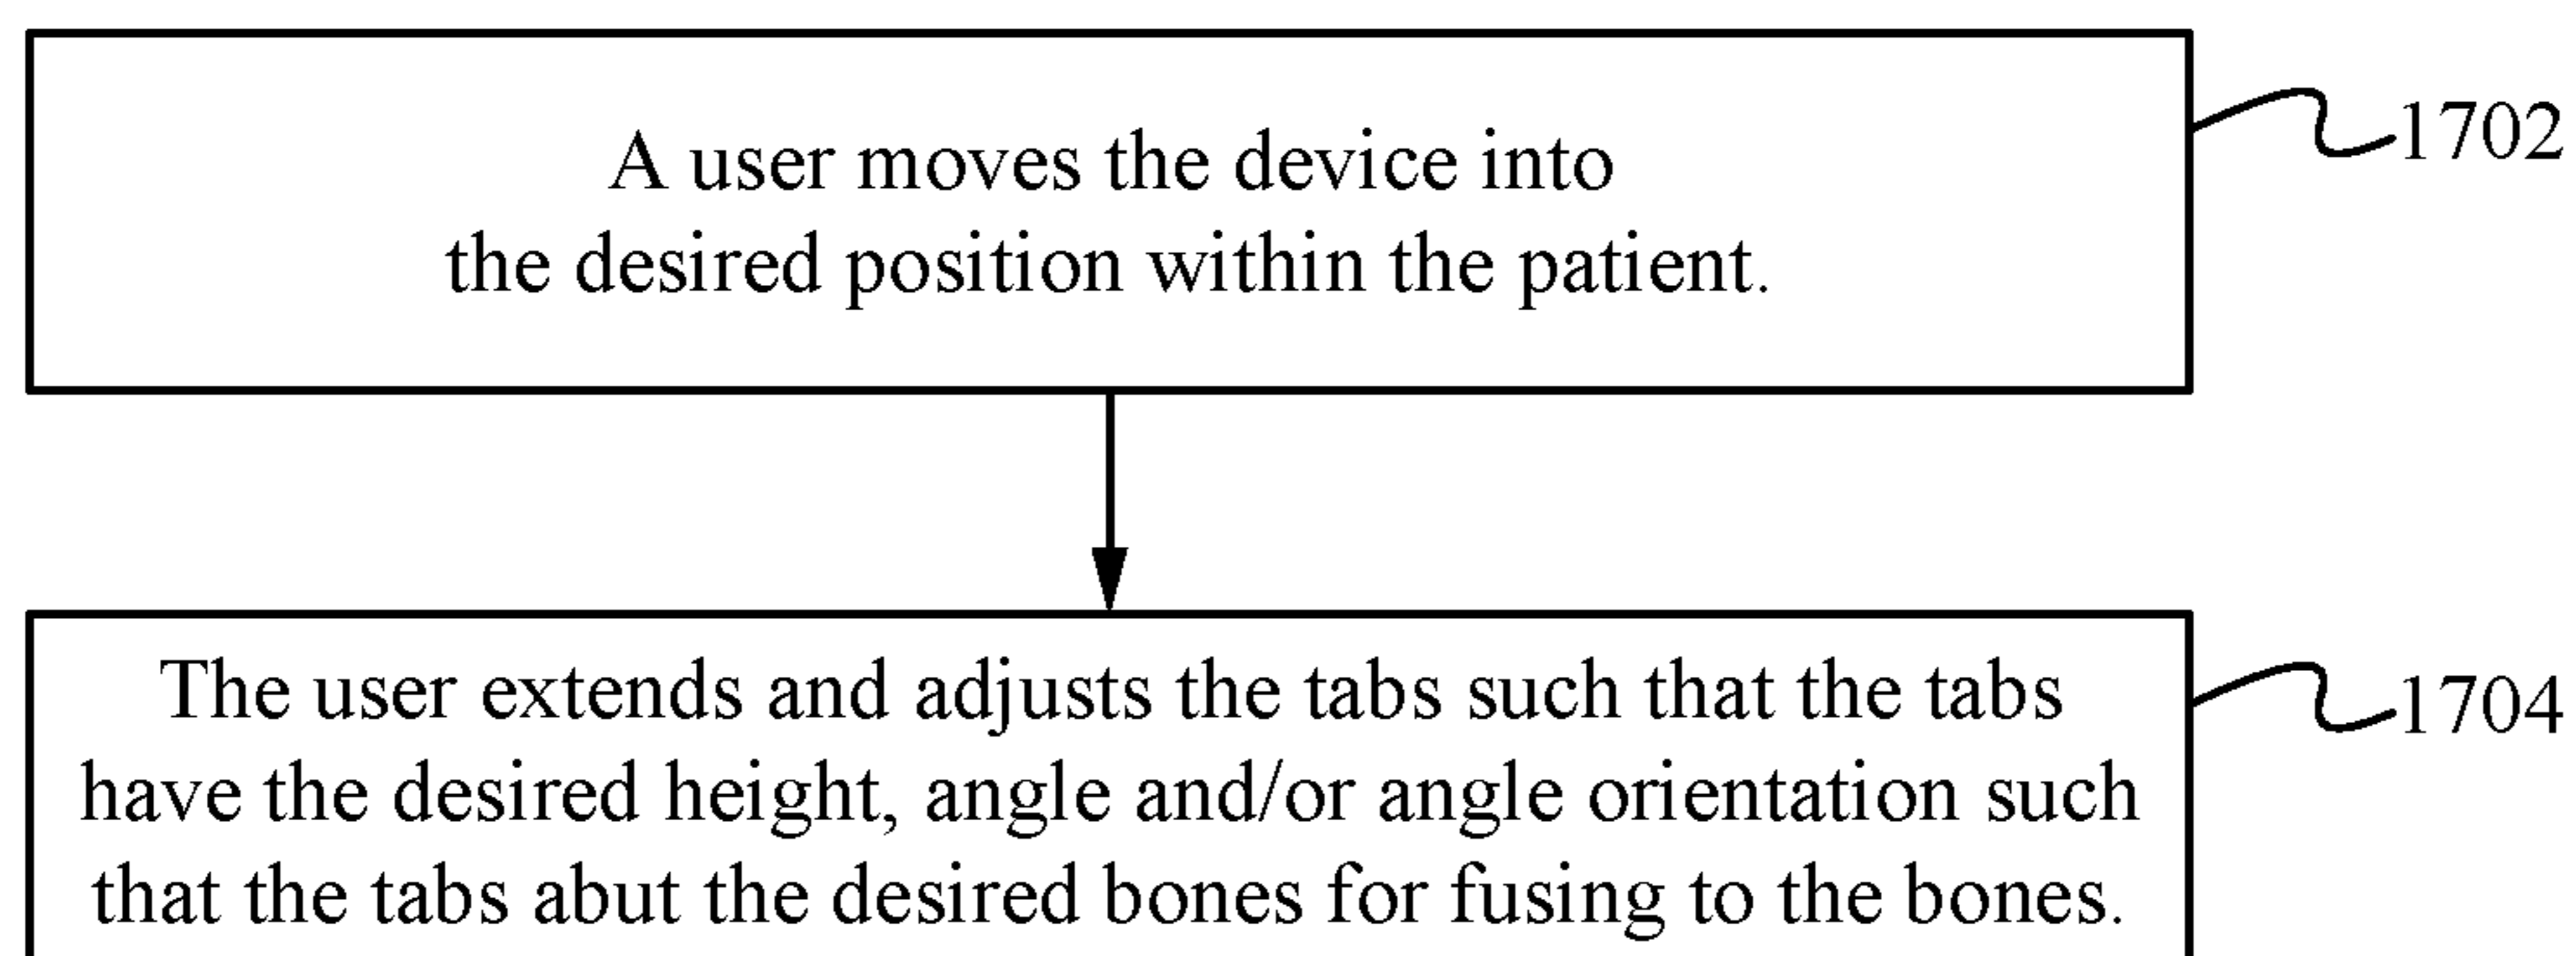 A user moves the device into
the desired position within the patient.
1702
The user extends and adjusts the tabs such that the tabs
have the desired height, angle and/or angle orientation such
that the tabs abut the desired bones for fusing to the bones.
1704